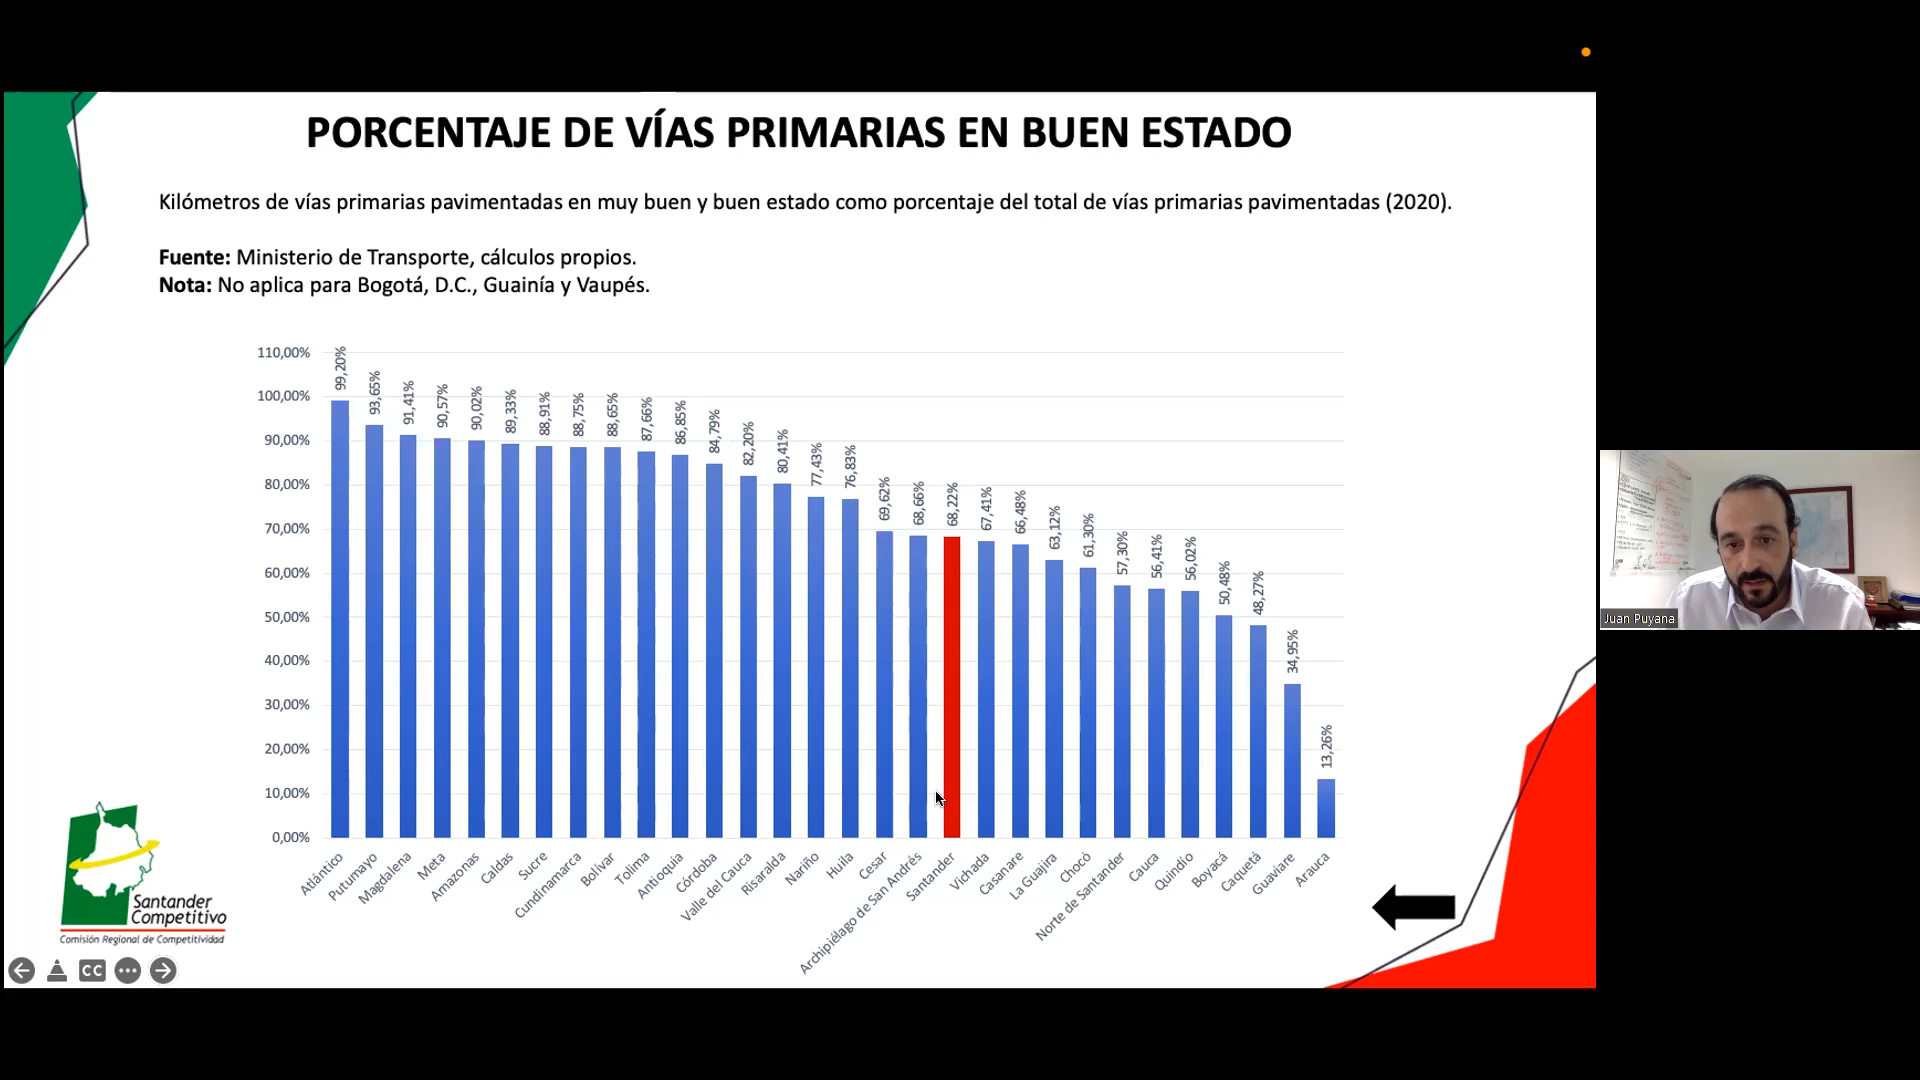 PORCENTAJE DE VÍAS PRIMARIAS EN BUEN ESTADO
Kilómetros de vías primarias pavimentadas en muy buen y buen estado como porcentaje del total de vías primarias pavimentadas (2020).
Fuente: Ministerio de Transporte, cálculos propios.
Nota: No aplica para Bogotá, D.C., Guainía y Vaupés.
110,00%
100,00%
90,00%
80,00%
70,00%
60,00%
50,00%
40,00%
30,00%
20,00%
10,00%
0,00%
99,20%
93,65%
91,41%
90,57%
90,02%
89,33%
88,91%
88,75%
88,65%
87,66%
86,85%
84,79%
82,20%
80,41%
77,43%
76,83%
69,62%
68,66%
68,22%
67,41%
66,48%
63,12%
61,30%
57,30%
56,41%
56,02%
50,48%
48,27%
34,95%
13,26%
Atlántico
Putumayo
Magdalena
Meta
Amazonas
Caldas
Sucre
Cundinamarca
Bolívar
Tolima
Antioquia
Córdoba
Valle del Cauca
Risaralda
Nariño
Huila
Cesar
Archipiélago de San Andrés
Santander
Vichada
Casanare
La Guajira
Chocó
Norte de Santander
Cauca
Quindío
Boyacá
Caquetá
Guaviare
Arauca
Santander
Competitivo
Comisión Regional de Competitividad
CC
Juan Puyana